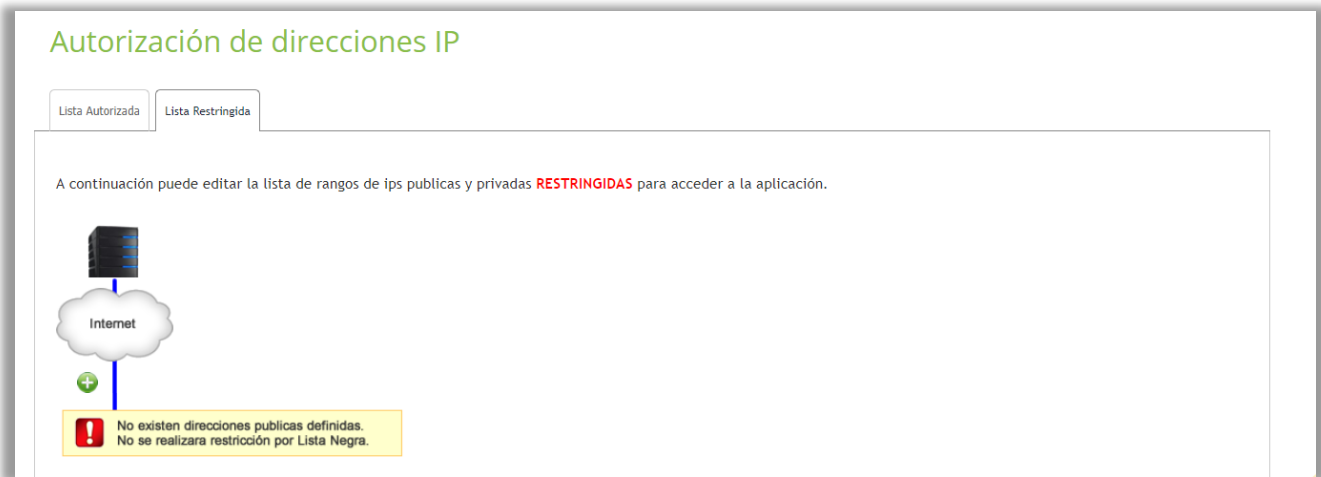 Autorización de direcciones IP
Lista Autorizada
Lista Restringida
A continuación puede editar la lista de rangos de ips publicas y privadas RESTRINGIDAS para acceder a la aplicación.
Internet
No existen direcciones publicas definidas.
No se realizara restricción por Lista Negra.